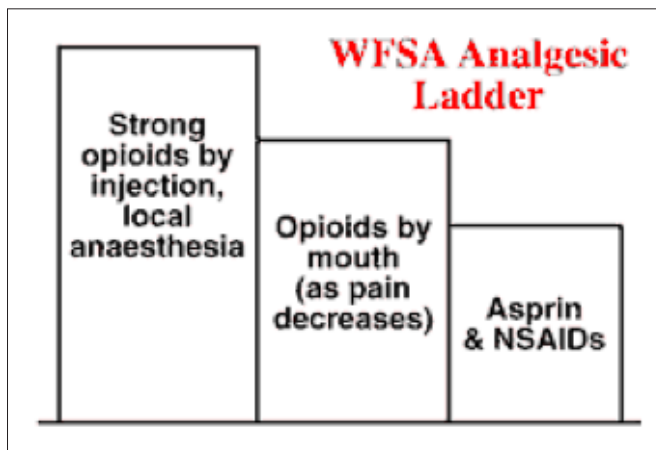 WFSA Analgesic
Ladder
Strong
opioids by
injection,
local
anaesthesia
Opioids by
mouth
(as pain
decreases)
Asprin
& NSAIDs